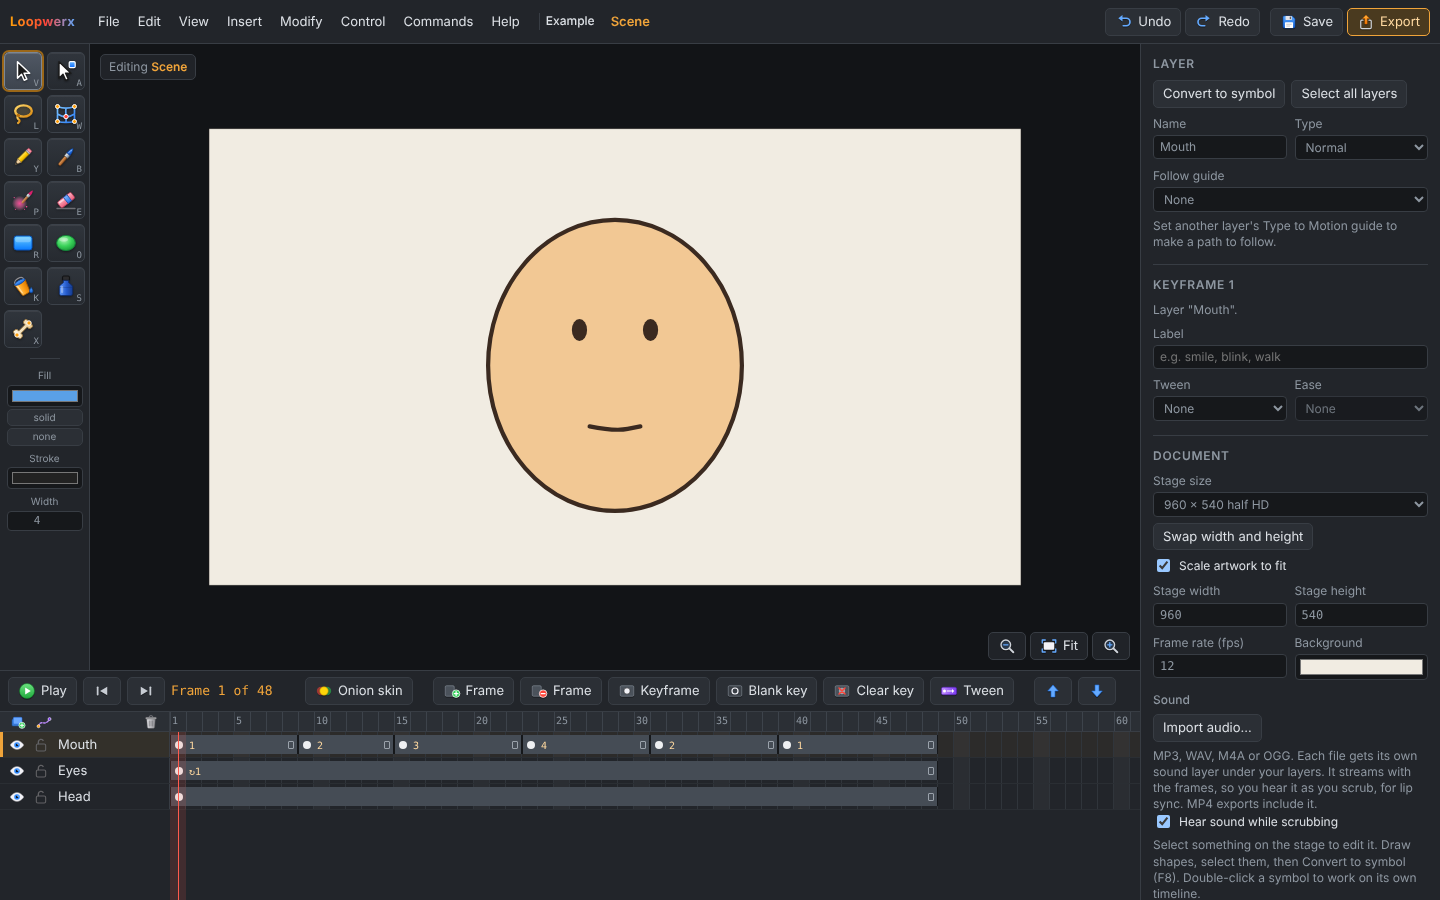 Loopwerx File Edit View Insert Modify Control Commands Help Example Scene Undo Redo Save Export
Editing Scene
V A
L W
Y B
P E
R O
K S
X
Fill
solid
none
Stroke
Width
4
Fit
LAYER
Convert to symbol Select all layers
Name Type
Mouth Normal
Follow guide
None
Set another layer's Type to Motion guide to
make a path to follow.
KEYFRAME 1
Layer "Mouth".
Label
e.g. smile, blink, walk
Tween Ease
None None
DOCUMENT
Stage size
960 × 540 half HD
Swap width and height
Scale artwork to fit
Stage width Stage height
960 540
Frame rate (fps) Background
12
Sound
Import audio...
MP3, WAV, M4A or OGG. Each file gets its own
sound layer under your layers. It streams with
the frames, so you hear it as you scrub, for lip
sync. MP4 exports include it.
Hear sound while scrubbing
Select something on the stage to edit it. Draw
shapes, select them, then Convert to symbol
(F8). Double-click a symbol to work on its own
timeline.
Play Frame 1 of 48 Onion skin Frame Frame Keyframe Blank key Clear key Tween
1 5 10 15 20 25 30 35 40 45 50 55 60
Mouth 1 2 3 4 2 1
Eyes ↻1
Head